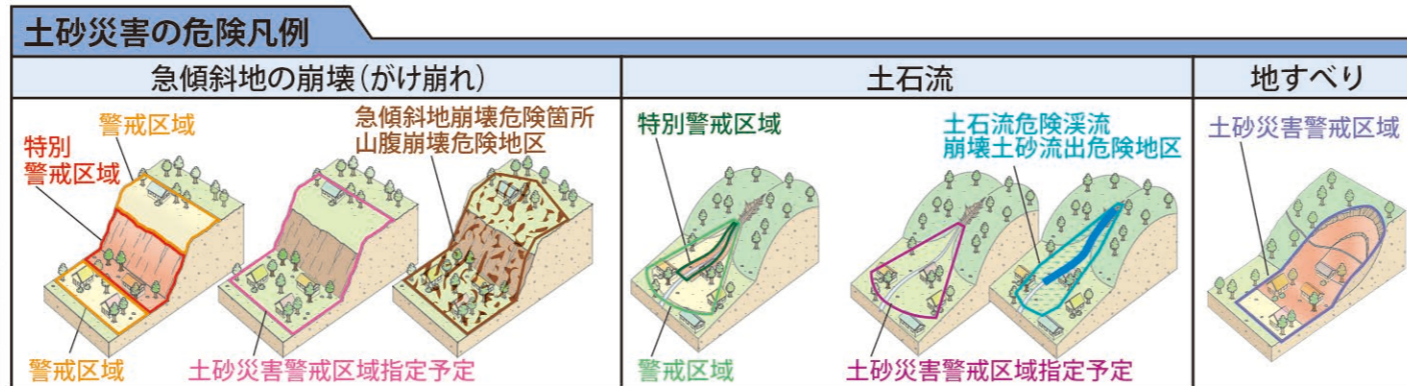 土砂災害の危険凡例
急傾斜地の崩壊(がけ崩れ)
警戒区域
特別
警戒区域
急傾斜地崩壊危険箇所
山腹崩壊危険地区
警戒区域
土砂災害警戒区域指定予定
土石流
特別警戒区域
土石流危険渓流
崩壊土砂流出危険地区
警戒区域
土砂災害警戒区域指定予定
地すべり
土砂災害警戒区域